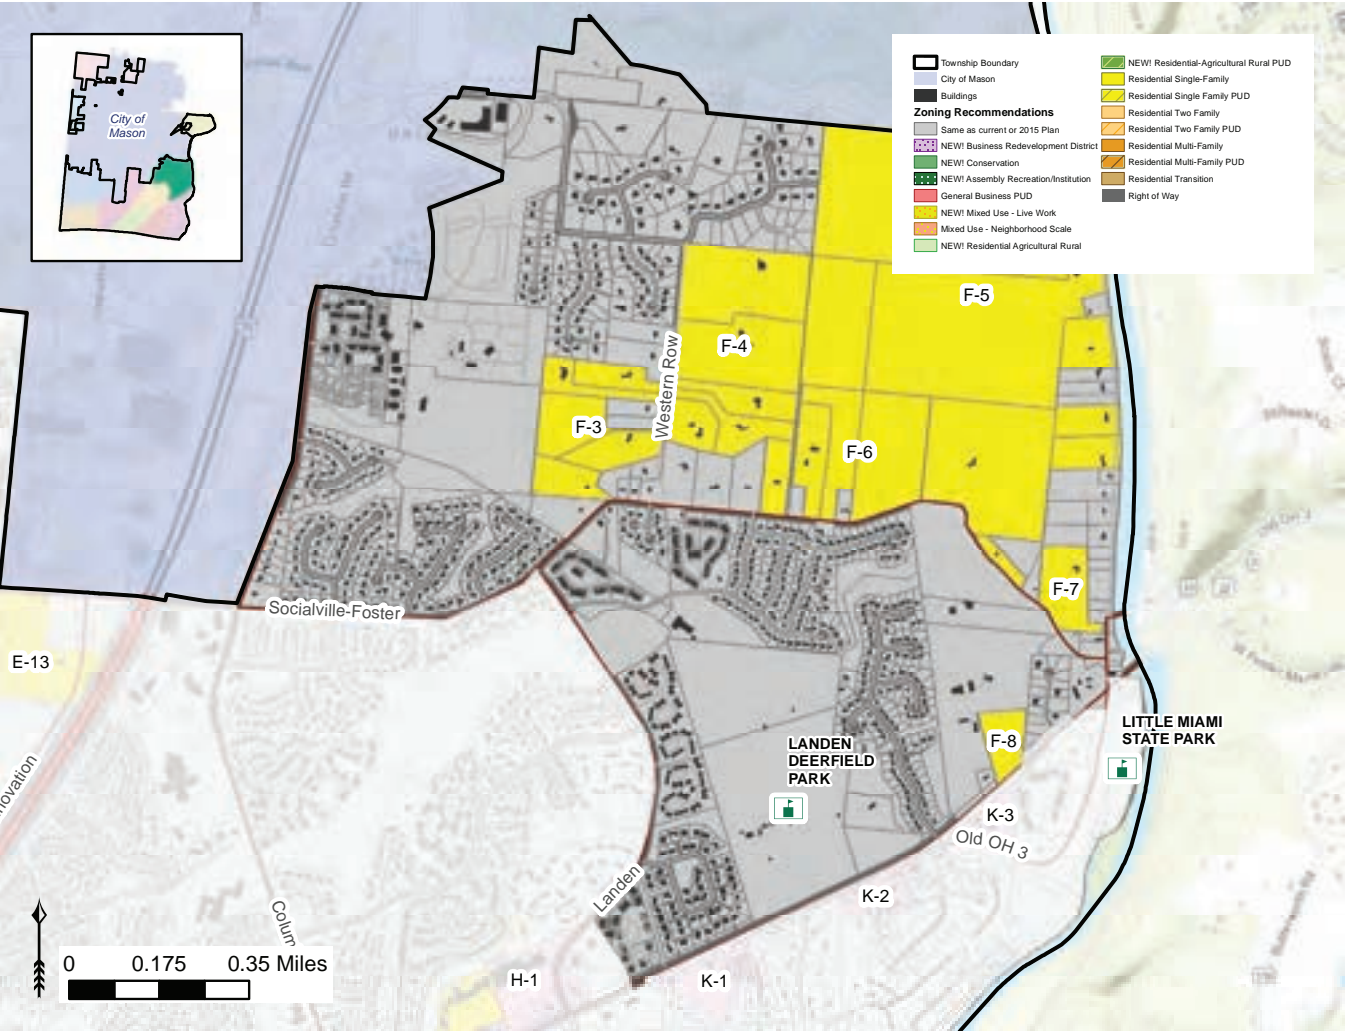 City of
Mason
Township Boundary
City of Mason
Buildings
Zoning Recommendations
Same as current or 2015 Plan
NEW! Business Redevelopment District
NEW! Conservation
NEW! Assembly Recreation/Institution
General Business PUD
NEW! Mixed Use - Live Work
Mixed Use - Neighborhood Scale
NEW! Residential Agricultural Rural
NEW! Residential-Agricultural Rural PUD
Residential Single-Family
Residential Single Family PUD
Residential Two Family
Residential Two Family PUD
Residential Multi-Family
Residential Multi-Family PUD
Residential Transition
Right of Way
F-5
F-4
Western Row
F-3
F-6
F-7
Socialville-Foster
E-13
LITTLE MIAMI
STATE PARK
F-8
LANDEN
DEERFIELD
PARK
novation
K-3
Old OH 3
Landen
K-2
Colum
0 0.175 0.35 Miles
H-1
K-1